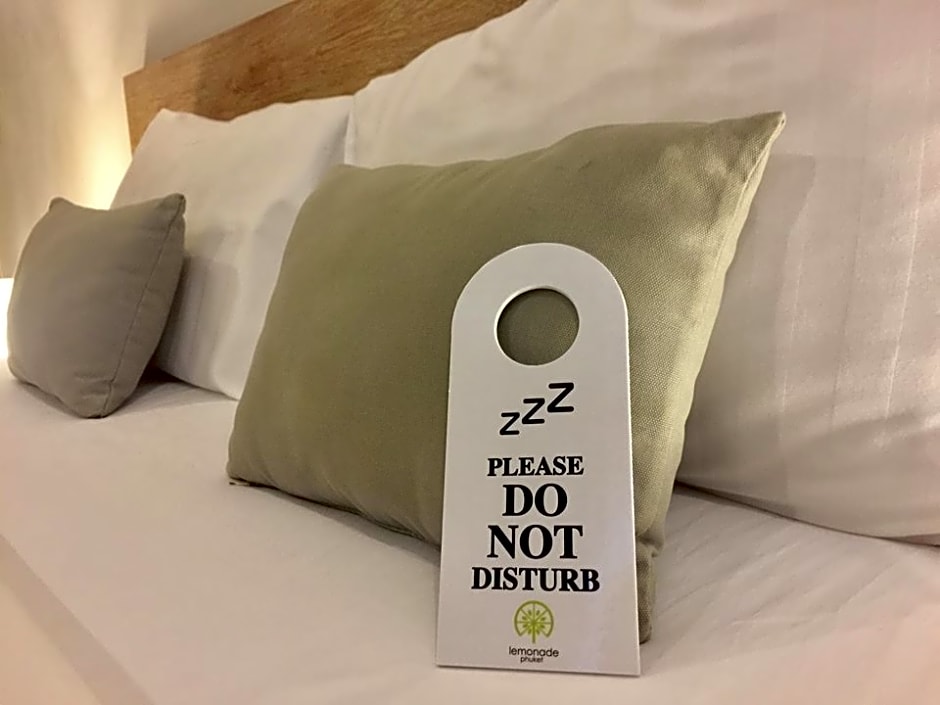 zzZ
PLEASE
DO
NOT
DISTURB
lemonade
phuket